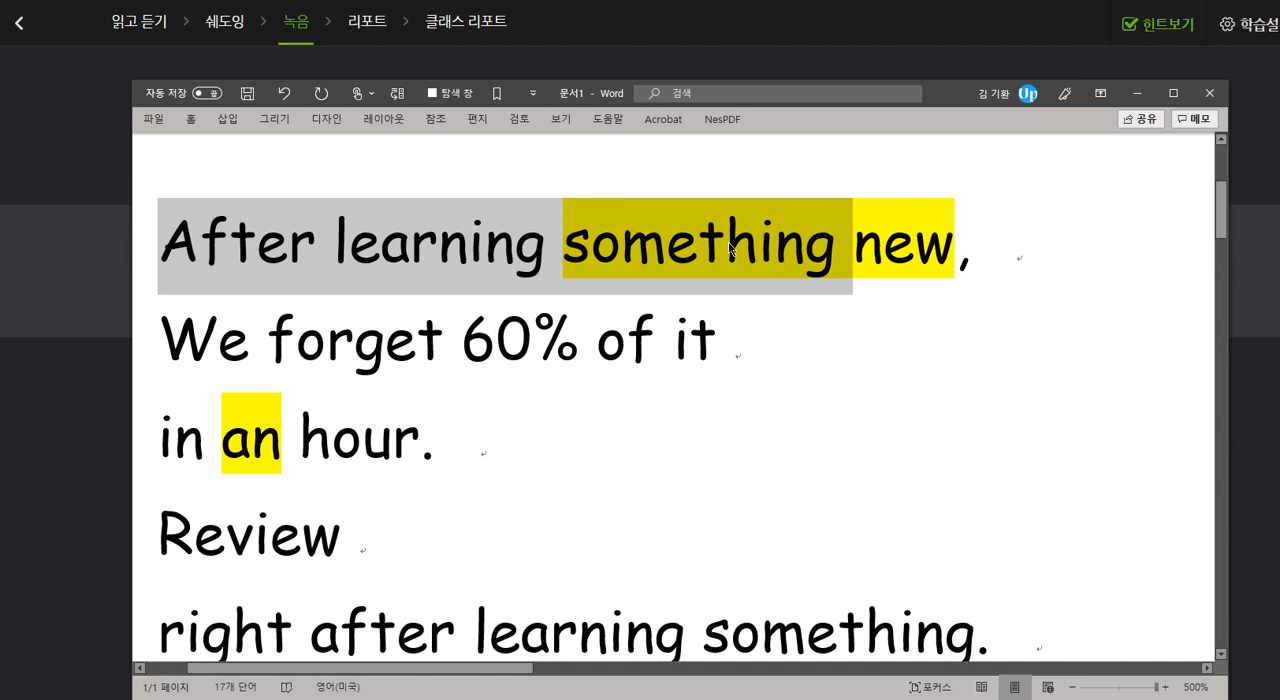 읽고 듣기 > 쉐도잉 > 녹음 > 리포트 > 클래스 리포트 힌트보기 학습설
자동 저장 끔 탐색 창 문서1 - Word 검색 김 기환 Up
파일 홈 삽입 그리기 디자인 레이아웃 참조 편지 검토 보기 도움말 Acrobat NesPDF 공유 메모
After learning something new,
We forget 60% of it
in an hour.
Review
right after learning something.
1/1 페이지 17개 단어 영어(미국) 포커스 500%